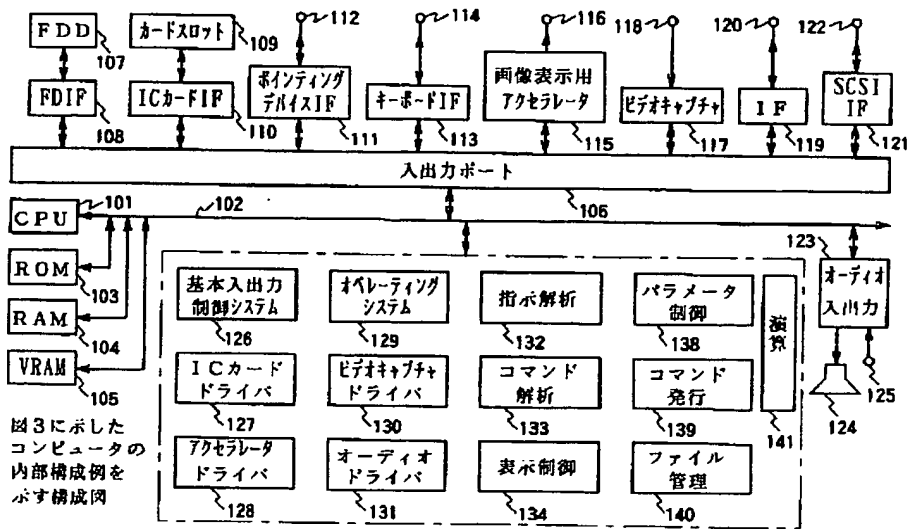 112
114
116
118
120
122
FDD
107
カードスロット
109
FDIF
108
ICカードIF
110
ポインティング
デバイスIF
111
キーボードIF
113
画像表示用
アクセラレータ
115
ビデオキャプチャ
117
IF
119
SCSI
IF
121
入出力ポート
106
CPU
101
102
ROM
103
RAM
104
VRAM
105
123
オーディオ
入出力
124
125
基本入出力
制御システム
126
オペレーティング
システム
129
指示解析
132
パラメータ
制御
138
演算
141
ICカード
ドライバ
127
ビデオキャプチャ
ドライバ
130
コマンド
解析
133
コマンド
発行
139
アクセラレータ
ドライバ
128
オーディオ
ドライバ
131
表示制御
134
ファイル
管理
140
図3に示した
コンピュータの
内部構成例を
示す構成図